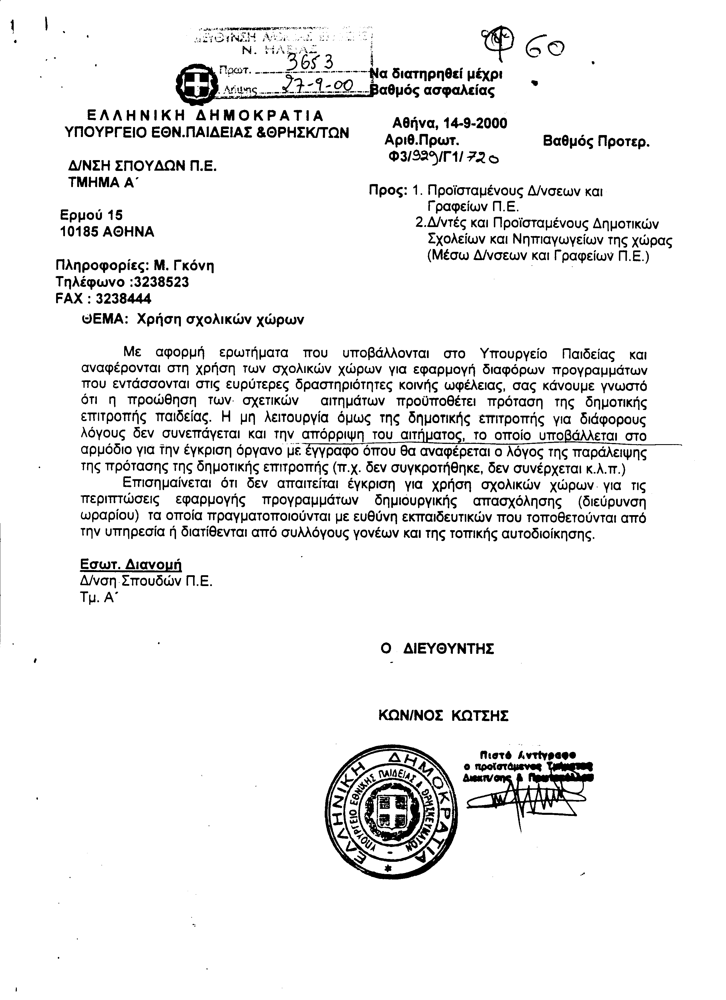 Ν. ΗΛΕΙΑΣ
60
Πρωτ. 3653
Λήψης 27-9-00
Να διατηρηθεί μέχρι
Βαθμός ασφαλείας
ΕΛΛΗΝΙΚΗ ΔΗΜΟΚΡΑΤΙΑ
ΥΠΟΥΡΓΕΙΟ ΕΘΝ.ΠΑΙΔΕΙΑΣ &ΘΡΗΣΚ/ΤΩΝ
Αθήνα, 14-9-2000
Αριθ.Πρωτ. Βαθμός Προτερ.
Φ3/929/Γ1/720
Δ/ΝΣΗ ΣΠΟΥΔΩΝ Π.Ε.
ΤΜΗΜΑ Α΄
Προς: 1. Προϊσταμένους Δ/νσεων και
Γραφείων Π.Ε.
2.Δ/ντές και Προϊσταμένους Δημοτικών
Σχολείων και Νηπιαγωγείων της χώρας
(Μέσω Δ/νσεων και Γραφείων Π.Ε.)
Ερμού 15
10185 ΑΘΗΝΑ
Πληροφορίες: Μ. Γκόνη
Τηλέφωνο :3238523
FAX : 3238444
ΘΕΜΑ: Χρήση σχολικών χώρων
Με αφορμή ερωτήματα που υποβάλλονται στο Υπουργείο Παιδείας και
αναφέρονται στη χρήση των σχολικών χώρων για εφαρμογή διαφόρων προγραμμάτων
που εντάσσονται στις ευρύτερες δραστηριότητες κοινής ωφέλειας, σας κάνουμε γνωστό
ότι η προώθηση των σχετικών αιτημάτων προϋποθέτει πρόταση της δημοτικής
επιτροπής παιδείας. Η μη λειτουργία όμως της δημοτικής επιτροπής για διάφορους
λόγους δεν συνεπάγεται και την απόρριψη του αιτήματος, το οποίο υποβάλλεται στο
αρμόδιο για την έγκριση όργανο με έγγραφο όπου θα αναφέρεται ο λόγος της παράλειψης
της πρότασης της δημοτικής επιτροπής (π.χ. δεν συγκροτήθηκε, δεν συνέρχεται κ.λ.π.)
Επισημαίνεται ότι δεν απαιτείται έγκριση για χρήση σχολικών χώρων για τις
περιπτώσεις εφαρμογής προγραμμάτων δημιουργικής απασχόλησης (διεύρυνση
ωραρίου) τα οποία πραγματοποιούνται με ευθύνη εκπαιδευτικών που τοποθετούνται από
την υπηρεσία ή διατίθενται από συλλόγους γονέων και της τοπικής αυτοδιοίκησης.
Εσωτ. Διανομή
Δ/νση Σπουδών Π.Ε.
Τμ. Α΄
Ο ΔΙΕΥΘΥΝΤΗΣ
ΚΩΝ/ΝΟΣ ΚΩΤΣΗΣ
Πιστό Αντίγραφο
ο προϊστάμενος Τμήματος
Διεκπ/σης & Πρωτοκόλλου
ΕΛΛΗΝΙΚΗ ΔΗΜΟΚΡΑΤΙΑ
ΥΠΟΥΡΓΕΙΟ ΕΘΝΙΚΗΣ ΠΑΙΔΕΙΑΣ & ΘΡΗΣΚΕΥΜΑΤΩΝ